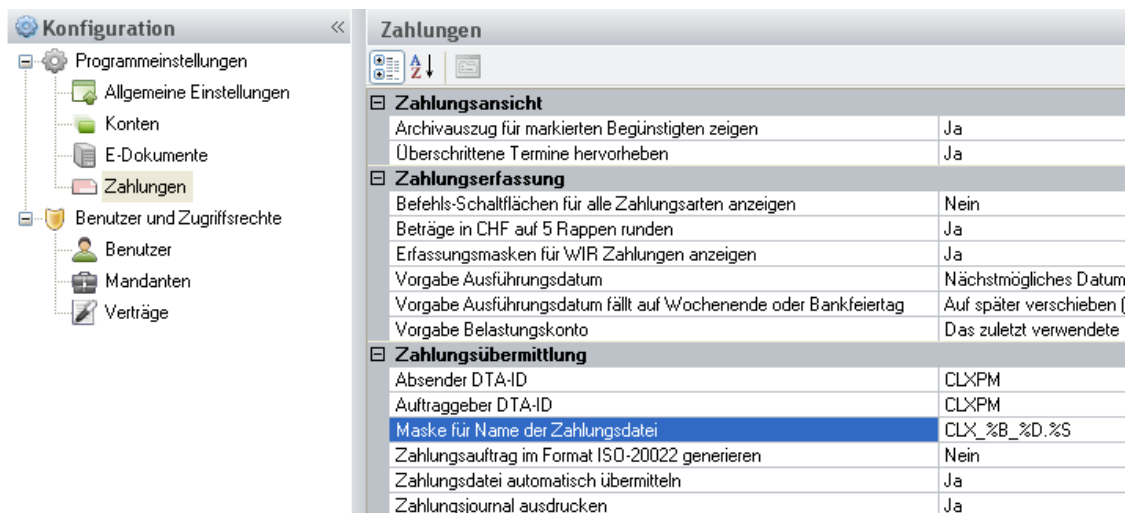 Konfiguration
Programmeinstellungen
Allgemeine Einstellungen
Konten
E-Dokumente
Zahlungen
Benutzer und Zugriffsrechte
Benutzer
Mandanten
Verträge
Zahlungen
Zahlungsansicht
Archivauszug für markierten Begünstigten zeigen Ja
Überschrittene Termine hervorheben Ja
Zahlungserfassung
Befehls-Schaltflächen für alle Zahlungsarten anzeigen Nein
Beträge in CHF auf 5 Rappen runden Ja
Erfassungsmasken für WIR Zahlungen anzeigen Ja
Vorgabe Ausführungsdatum Nächstmögliches Datum
Vorgabe Ausführungsdatum fällt auf Wochenende oder Bankfeiertag Auf später verschieben (
Vorgabe Belastungskonto Das zuletzt verwendete
Zahlungsübermittlung
Absender DTA-ID CLXPM
Auftraggeber DTA-ID CLXPM
Maske für Name der Zahlungsdatei CLX_%B_%D.%S
Zahlungsauftrag im Format ISO-20022 generieren Nein
Zahlungsdatei automatisch übermitteln Ja
Zahlungsjournal ausdrucken Ja